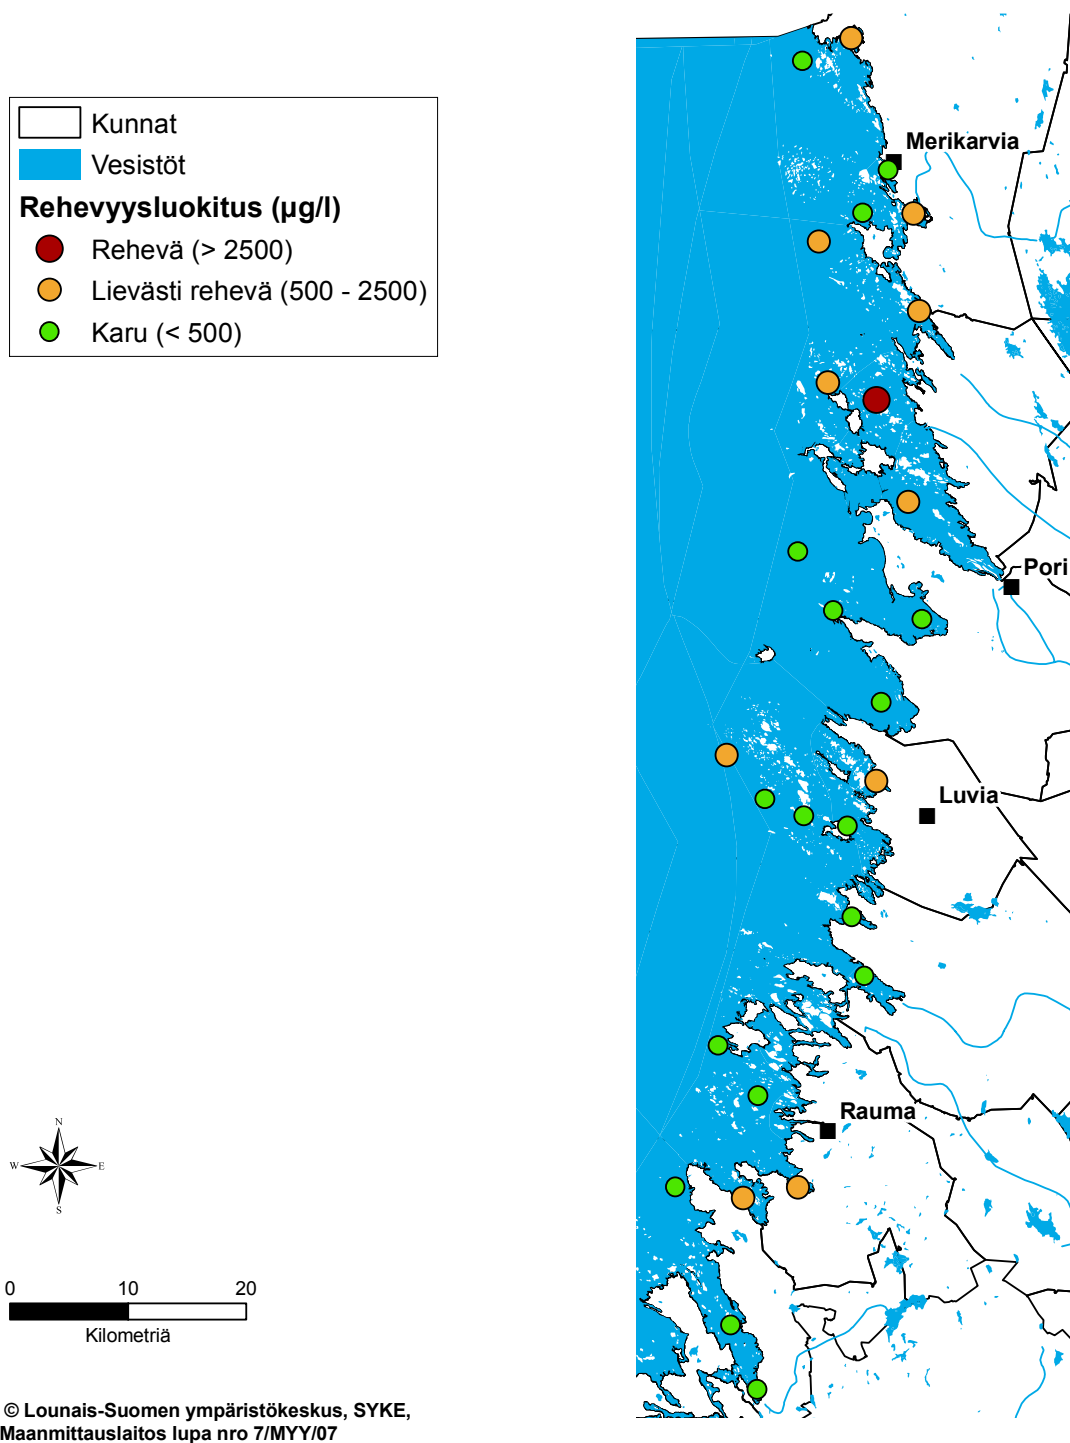 Kunnat
Vesistöt
Rehevyysluokitus (µg/l)
Rehevä (> 2500)
Lievästi rehevä (500 - 2500)
Karu (< 500)
Merikarvia
Pori
Luvia
Rauma
N
W E
S
0 10 20
Kilometriä
© Lounais-Suomen ympäristökeskus, SYKE,
Maanmittauslaitos lupa nro 7/MYY/07